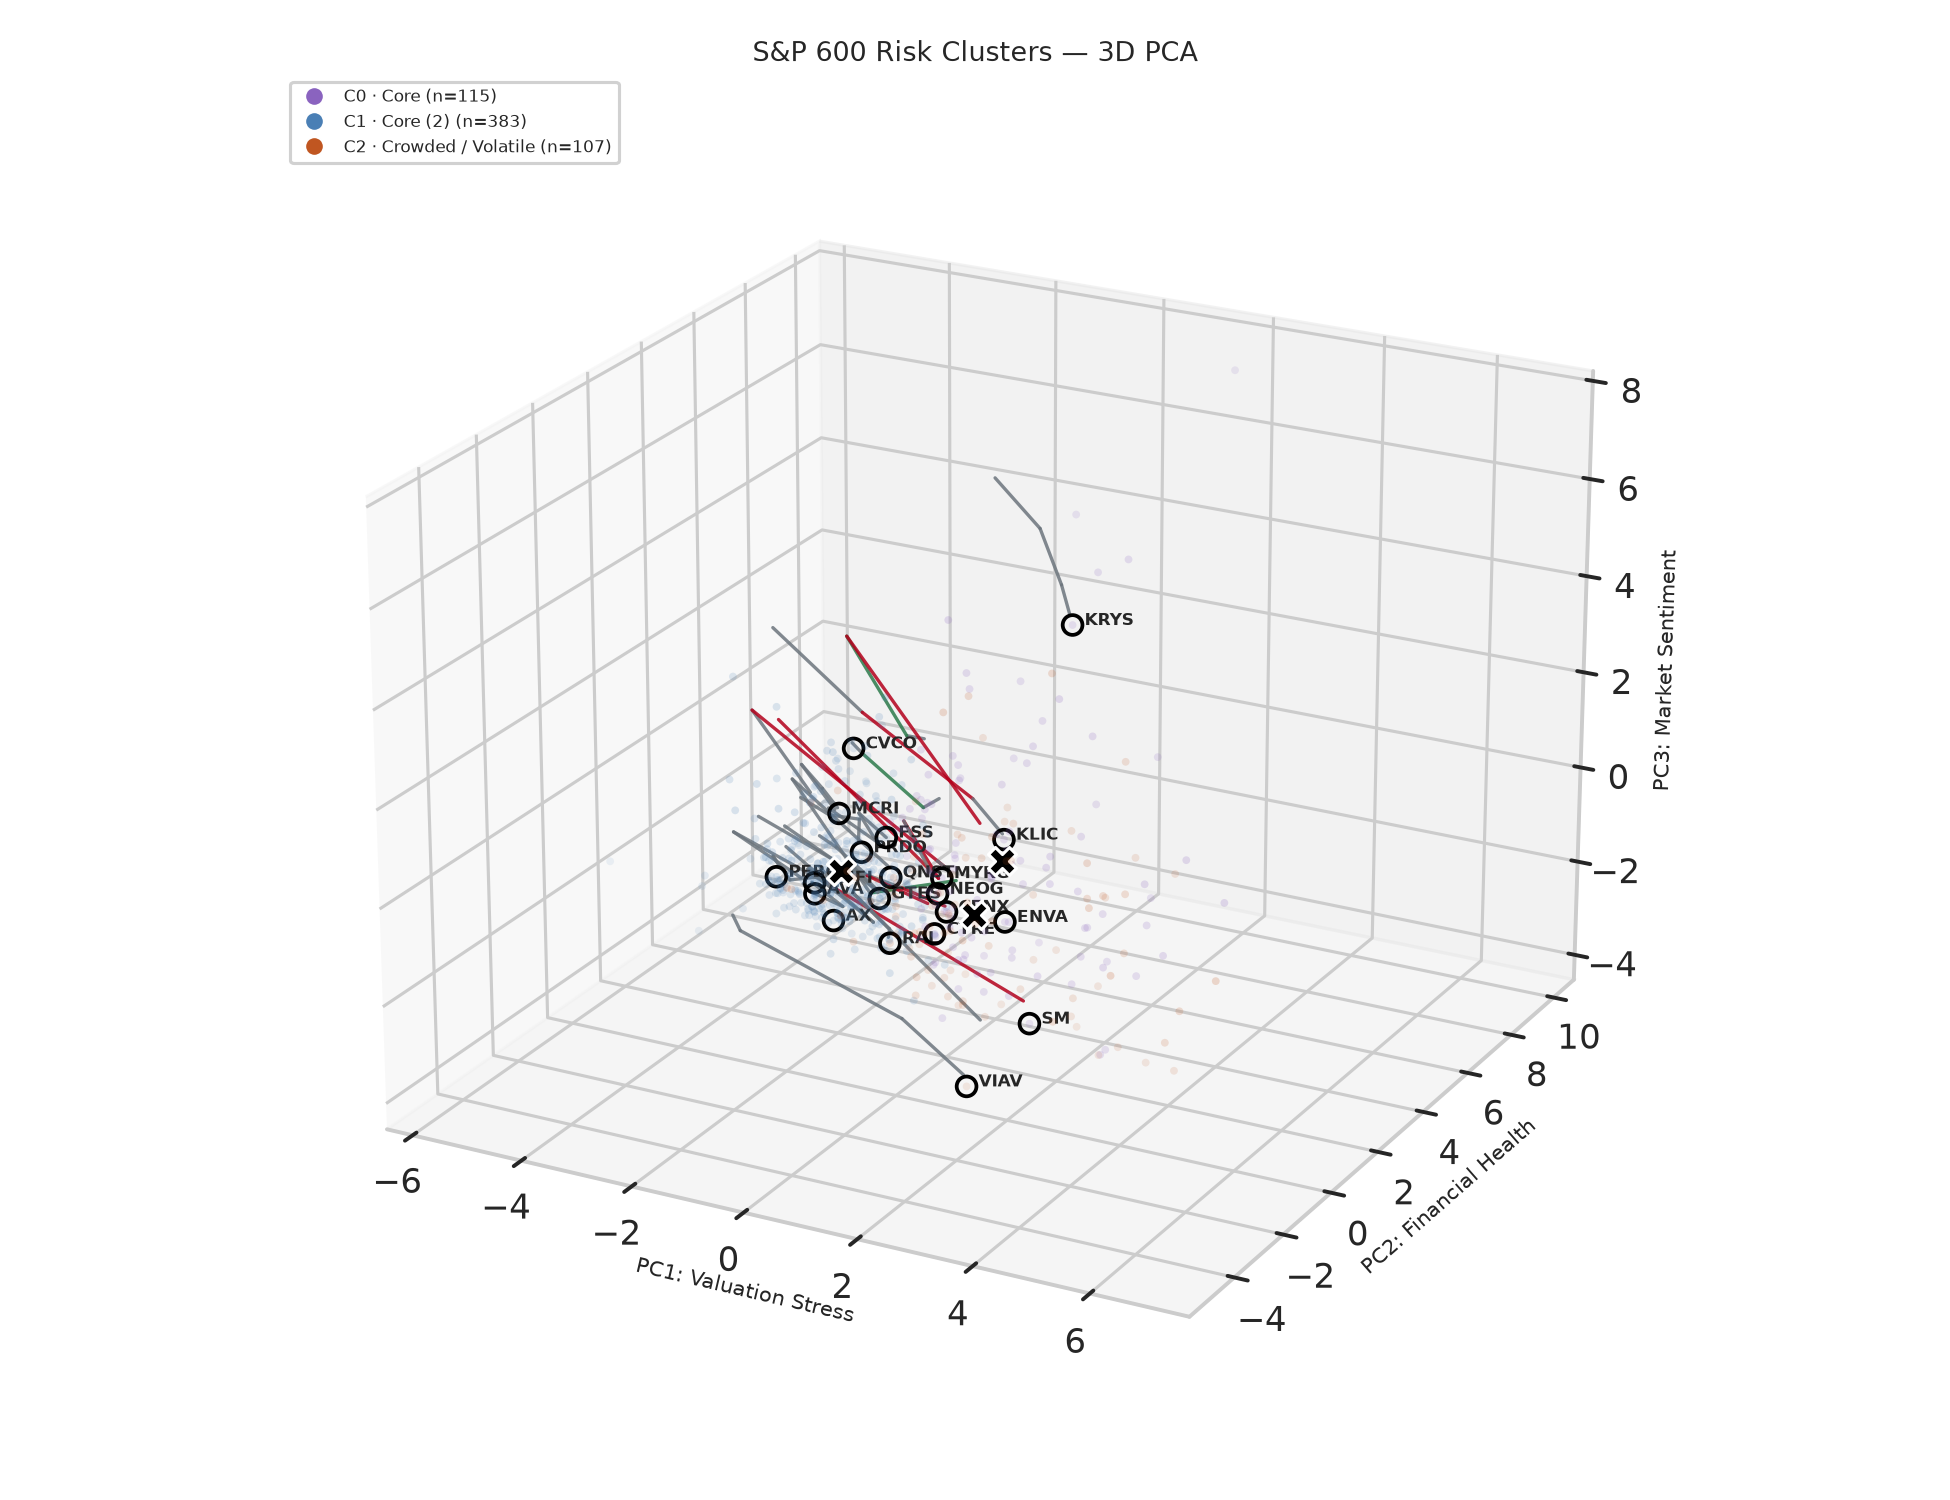 S&P 600 Risk Clusters — 3D PCA
C0 · Core (n=115)
C1 · Core (2) (n=383)
C2 · Crowded / Volatile (n=107)
KRYS
CVCO
MCRI
KLIC
PRDO
NEOG
GTES
ENVA
SM
VIAV
8
6
4
2
0
−2
−4
PC3: Market Sentiment
10
8
6
4
2
0
−2
−4
PC2: Financial Health
−6
−4
−2
0
2
4
6
PC1: Valuation Stress